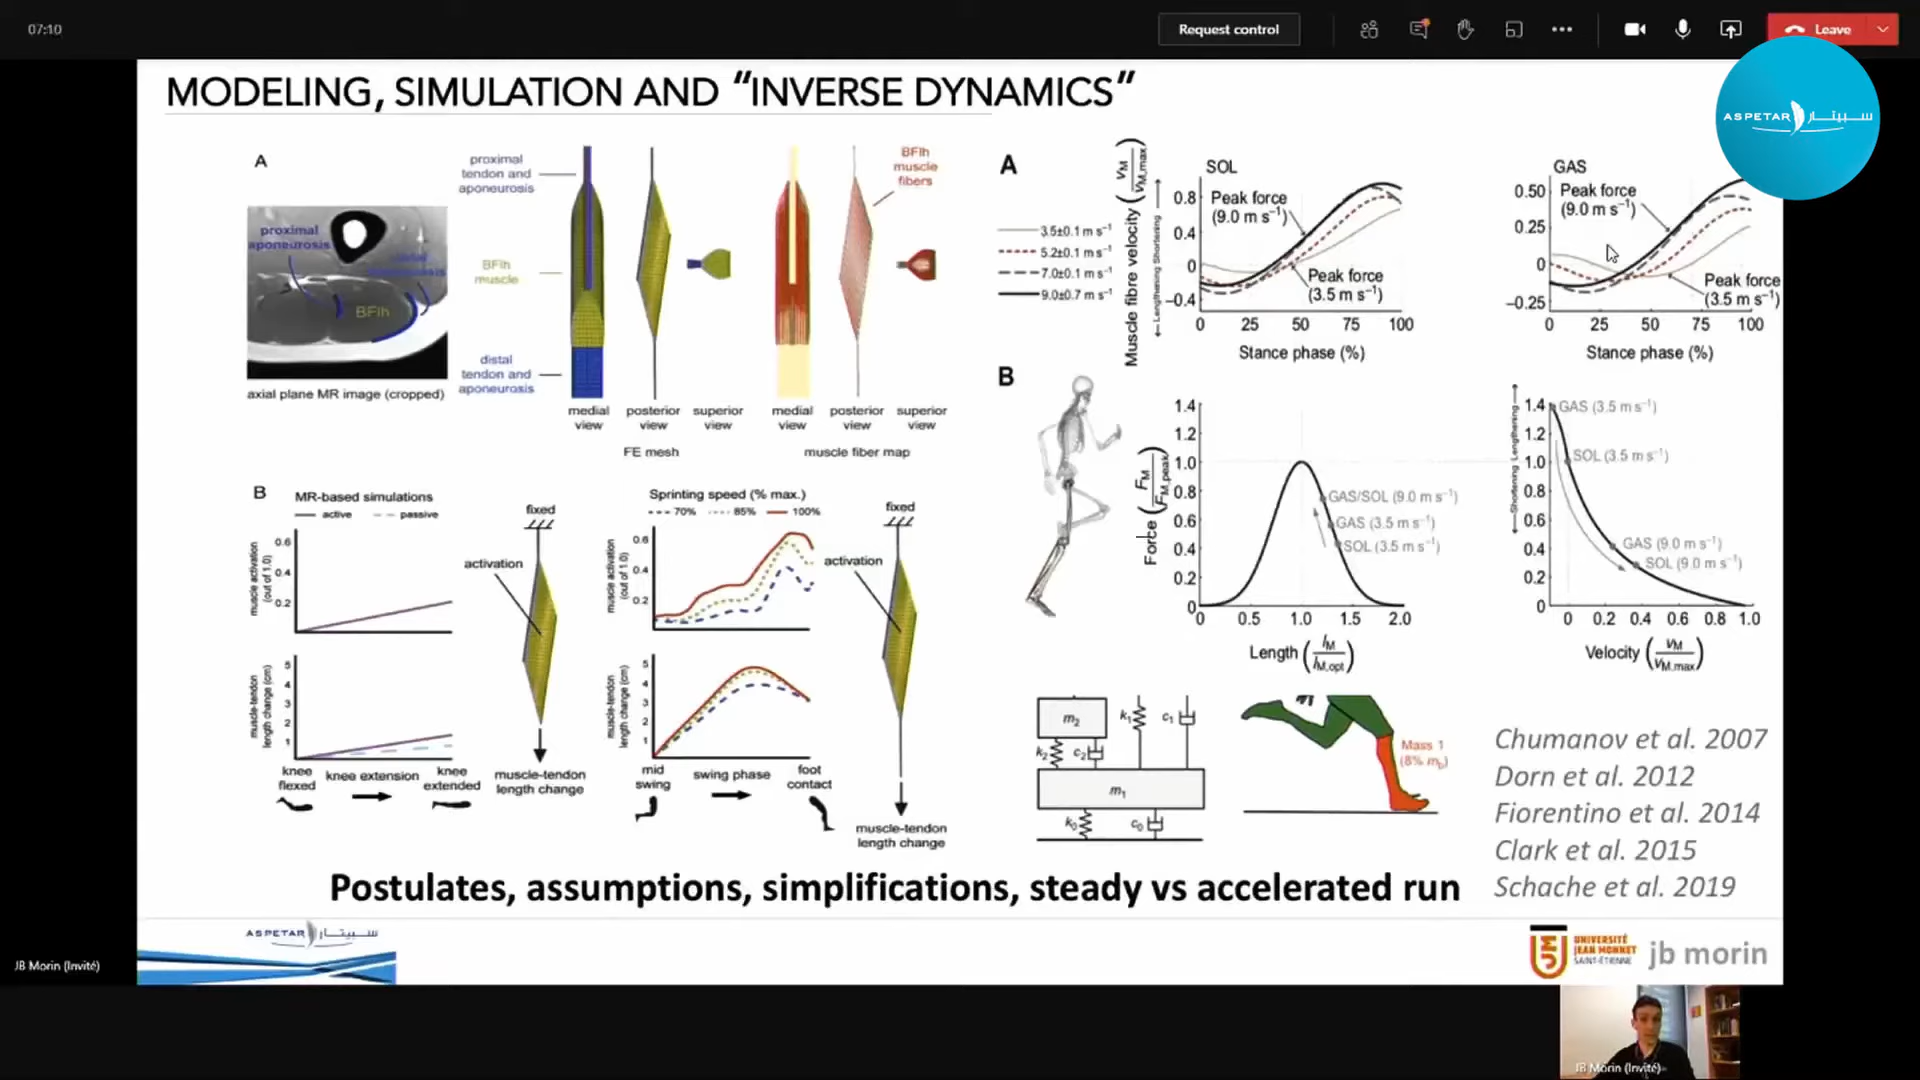 07:10
Request control
Leave
MODELING, SIMULATION AND “INVERSE DYNAMICS”
ASPETAR سبيتار
A
proximal
tendon and
aponeurosis
BFlh
muscle
distal
tendon and
aponeurosis
proximal
aponeurosis
BFlh
axial plane MR image (cropped)
medial
view
posterior
view
superior
view
FE mesh
BFlh
muscle
fibers
medial
view
posterior
view
superior
view
muscle fiber map
B
MR-based simulations
active
passive
muscle activation
(out of 1.0)
0.6
0.4
0.2
muscle-tendon
length change (cm)
5
4
3
2
1
knee
flexed
knee extension
knee
extended
fixed
activation
muscle-tendon
length change
Sprinting speed (% max.)
70%
85%
100%
muscle activation
(out of 1.0)
0.6
0.4
0.2
muscle-tendon
length change (cm)
5
4
3
2
1
mid
swing
swing phase
foot
contact
fixed
activation
muscle-tendon
length change
A
3.5±0.1 m s⁻¹
5.2±0.1 m s⁻¹
7.0±0.1 m s⁻¹
9.0±0.7 m s⁻¹
Muscle fibre velocity (vM/vM,max)
Lengthening Shortening
SOL
0.8
0.4
0
−0.4
Peak force
(9.0 m s⁻¹)
Peak force
(3.5 m s⁻¹)
0 25 50 75 100
Stance phase (%)
GAS
0.50
0.25
0
−0.25
Peak force
(9.0 m s⁻¹)
Peak force
(3.5 m s⁻¹)
0 25 50 75 100
Stance phase (%)
B
Force (FM/FM,peak)
1.4
1.2
1.0
0.8
0.6
0.4
0.2
0
GAS/SOL (9.0 m s⁻¹)
GAS (3.5 m s⁻¹)
SOL (3.5 m s⁻¹)
0 0.5 1.0 1.5 2.0
Length (lM/lM,opt)
Shortening Lengthening
1.4
1.2
1.0
0.8
0.6
0.4
0.2
0
GAS (3.5 m s⁻¹)
SOL (3.5 m s⁻¹)
GAS (9.0 m s⁻¹)
SOL (9.0 m s⁻¹)
0 0.2 0.4 0.6 0.8 1.0
Velocity (vM/vM,max)
m2
k1
c1
k2
c2
m1
k0
c0
Mass 1
(8% mb)
Chumanov et al. 2007
Dorn et al. 2012
Fiorentino et al. 2014
Clark et al. 2015
Schache et al. 2019
Postulates, assumptions, simplifications, steady vs accelerated run
ASPETAR سبيتار
UNIVERSITÉ
JEAN MONNET
SAINT-ÉTIENNE
jb morin
JB Morin (Invité)
JB Morin (Invité)